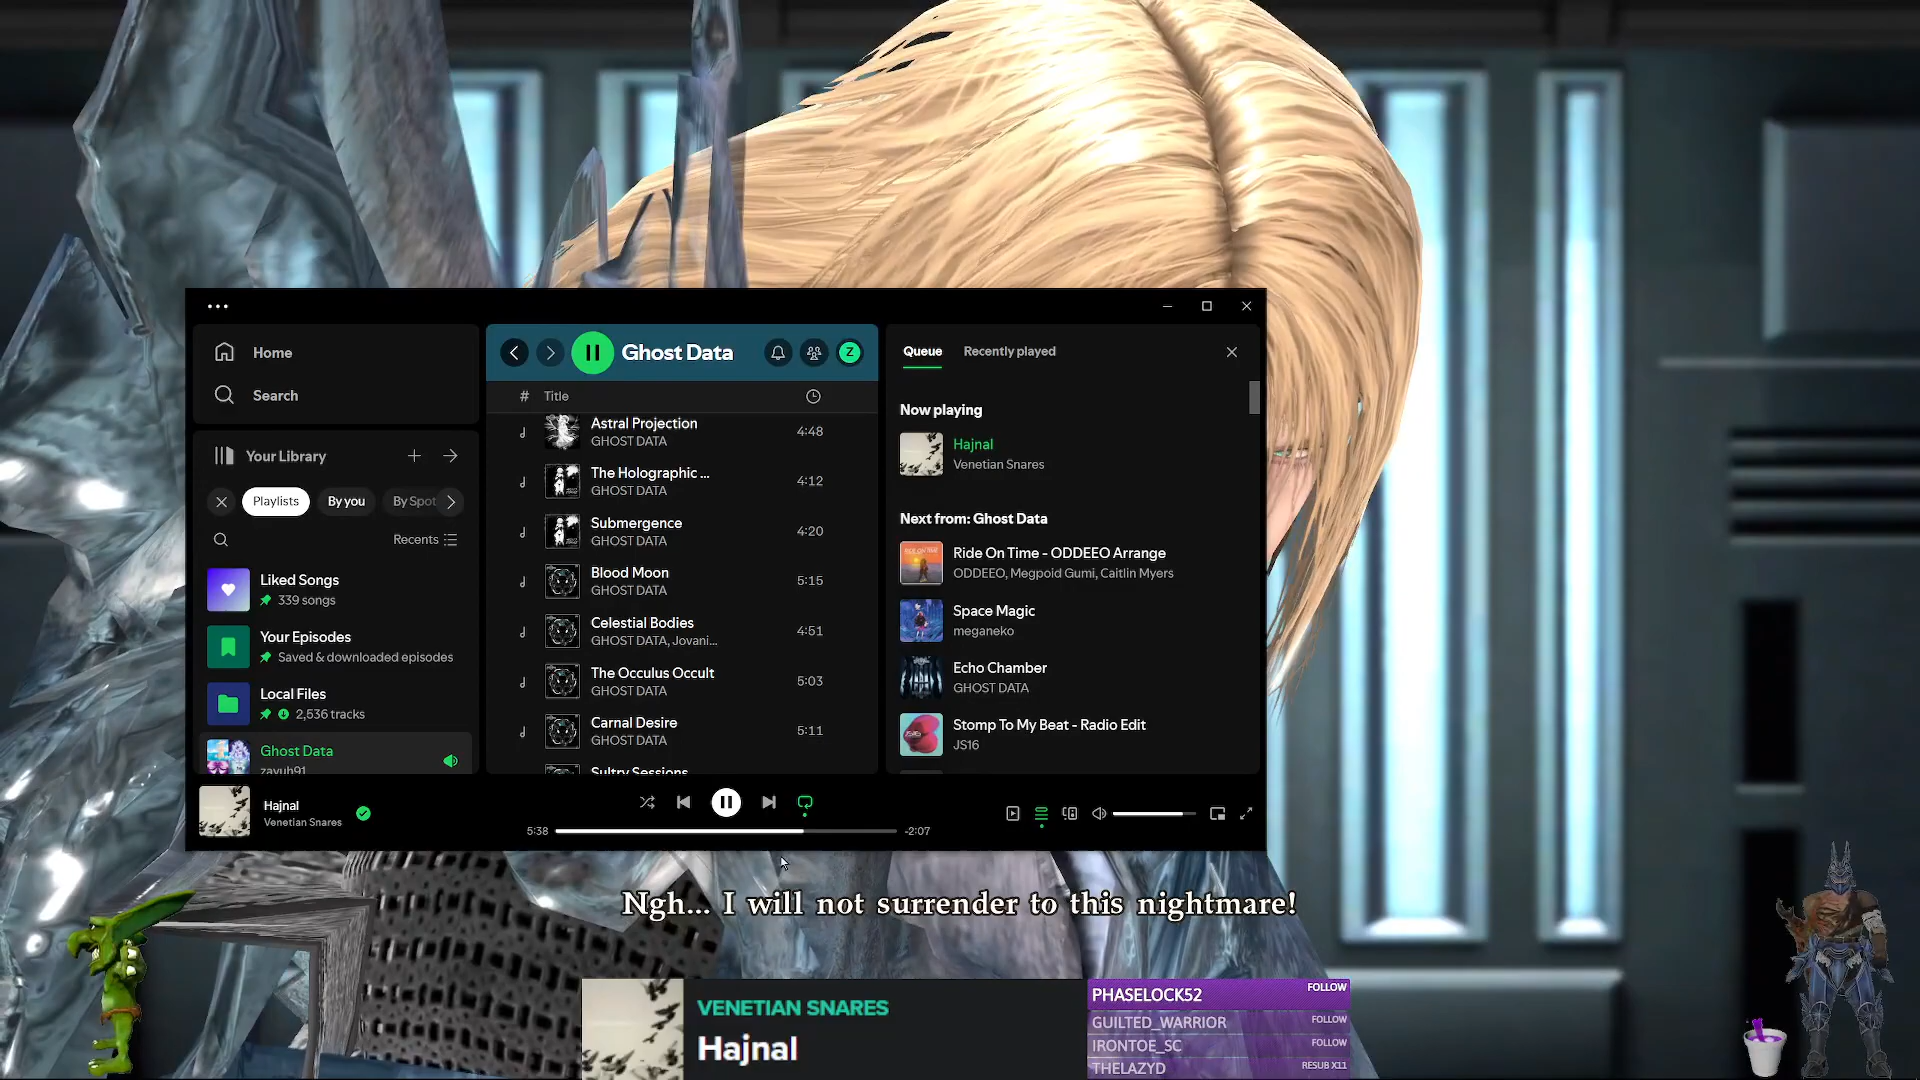 Home
Search
Your Library
Playlists
By you
By Spot
Recents
Liked Songs
339 songs
Your Episodes
Saved & downloaded episodes
Local Files
2,536 tracks
Ghost Data
zayuh91
Ghost Data
Z
# Title
Astral Projection
GHOST DATA
4:48
The Holographic ...
GHOST DATA
4:12
Submergence
GHOST DATA
4:20
Blood Moon
GHOST DATA
5:15
Celestial Bodies
GHOST DATA, Jovani...
4:51
The Occulus Occult
GHOST DATA
5:03
Carnal Desire
GHOST DATA
5:11
Sultry Sessions
Queue
Recently played
Now playing
Hajnal
Venetian Snares
Next from: Ghost Data
Ride On Time - ODDEEO Arrange
ODDEEO, Megpoid Gumi, Caitlin Myers
Space Magic
meganeko
Echo Chamber
GHOST DATA
Stomp To My Beat - Radio Edit
JS16
Hajnal
Venetian Snares
5:38
-2:07
Ngh... I will not surrender to this nightmare!
VENETIAN SNARES
Hajnal
PHASELOCK52 FOLLOW
GUILTED_WARRIOR FOLLOW
IRONTOE_SC FOLLOW
THELAZYD RESUB X11